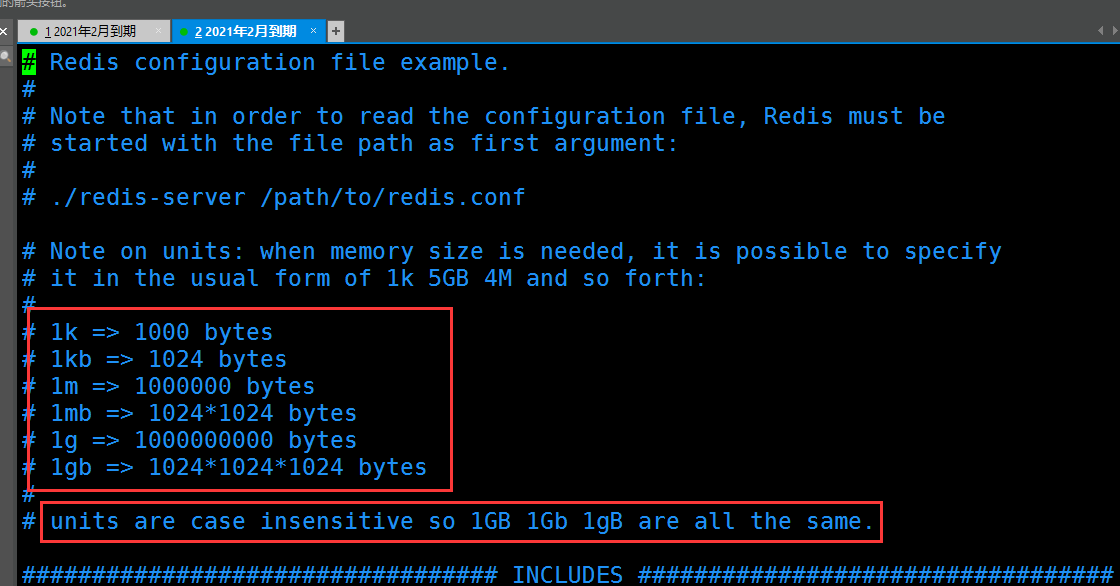 的箭头按钮。
1 2021年2月到期
2 2021年2月到期
# Redis configuration file example.
#
# Note that in order to read the configuration file, Redis must be
# started with the file path as first argument:
#
# ./redis-server /path/to/redis.conf
# Note on units: when memory size is needed, it is possible to specify
# it in the usual form of 1k 5GB 4M and so forth:
#
# 1k => 1000 bytes
# 1kb => 1024 bytes
# 1m => 1000000 bytes
# 1mb => 1024*1024 bytes
# 1g => 1000000000 bytes
# 1gb => 1024*1024*1024 bytes
#
# units are case insensitive so 1GB 1Gb 1gB are all the same.
################################## INCLUDES ##################################